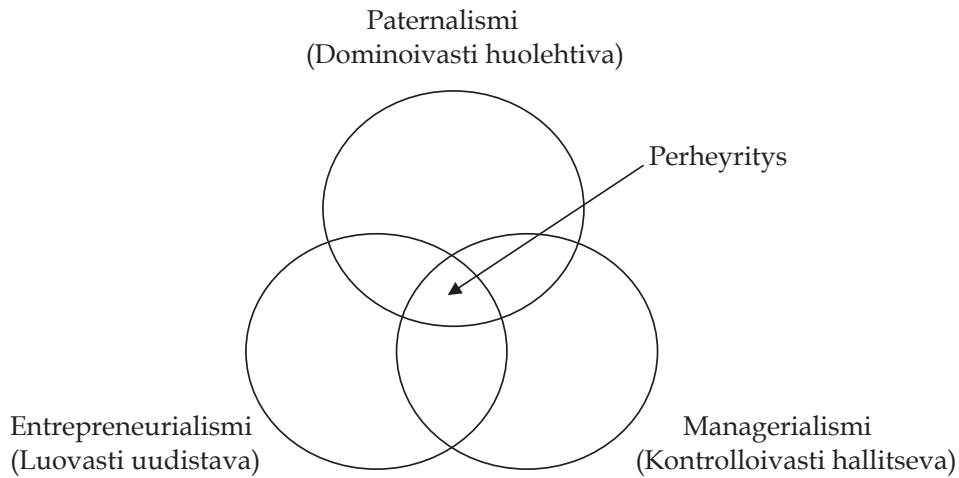 Paternalismi
(Dominoivasti huolehtiva)
Perheyritys
Entrepreneurialismi
(Luovasti uudistava)
Managerialismi
(Kontrolloivasti hallitseva)